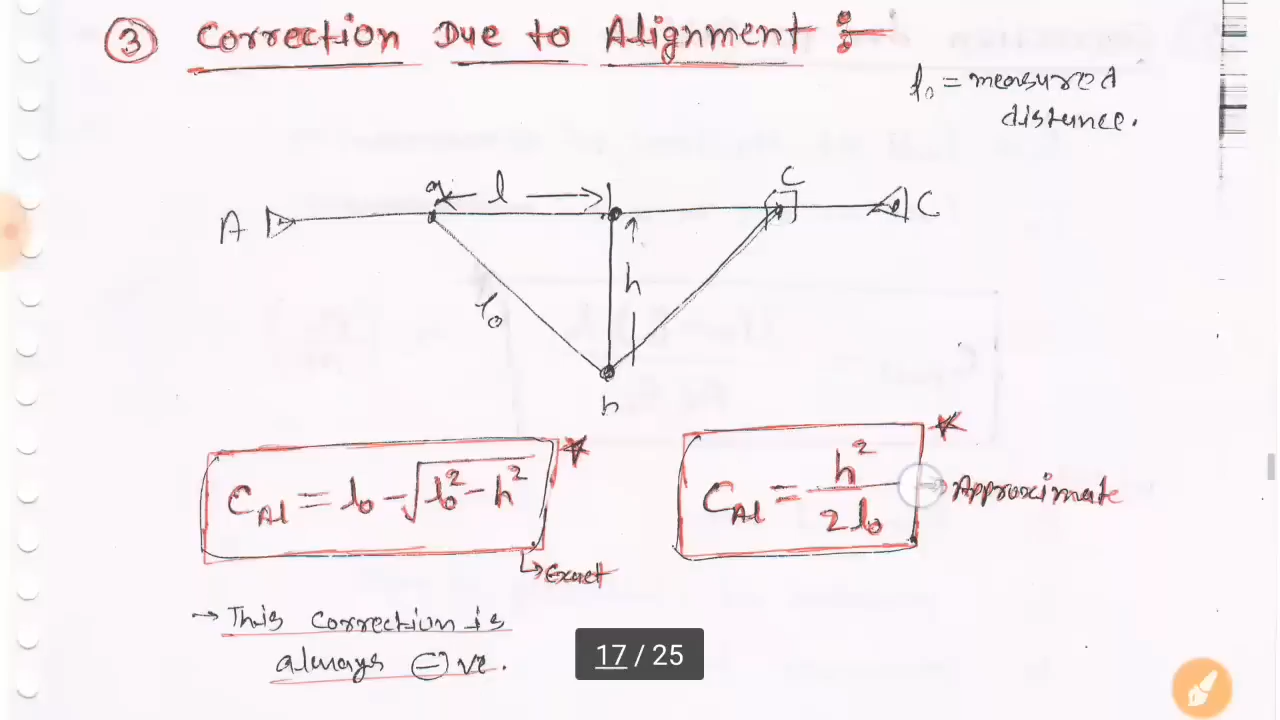 ③ Correction Due to Alignment :-
l₀ = measured
distance.
A
l
C
C
l₀
h
b
C_Al = l₀ - √(l₀² - h²)
→ Exact
C_Al = h² / 2l₀
→ Approximate
→ This correction is
always ⊖ve.
17 / 25